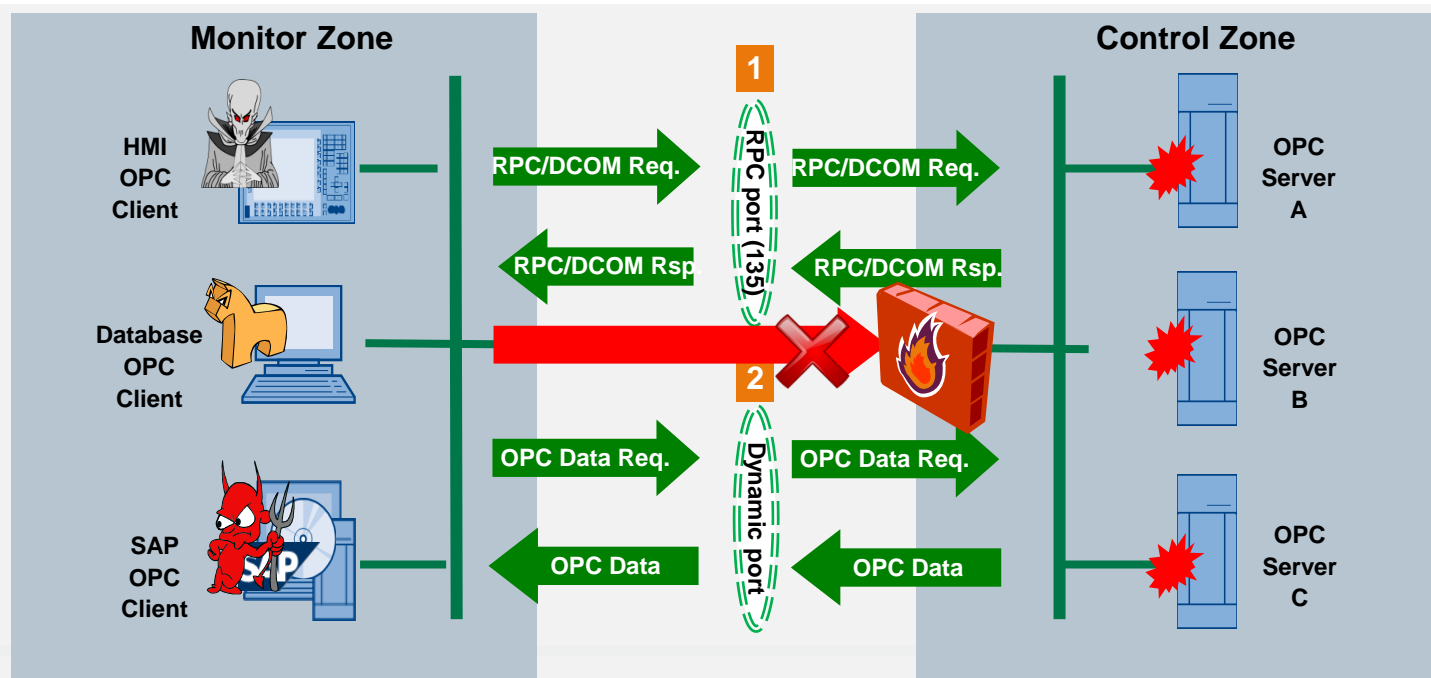 Monitor Zone
Control Zone
1
HMI
OPC
Client
RPC/DCOM Req.
RPC port (135)
RPC/DCOM Req.
OPC
Server
A
RPC/DCOM Rsp.
RPC/DCOM Rsp.
Database
OPC
Client
OPC
Server
B
2
OPC Data Req.
Dynamic port
OPC Data Req.
SAP
OPC
Client
SAP
OPC Data
OPC Data
OPC
Server
C